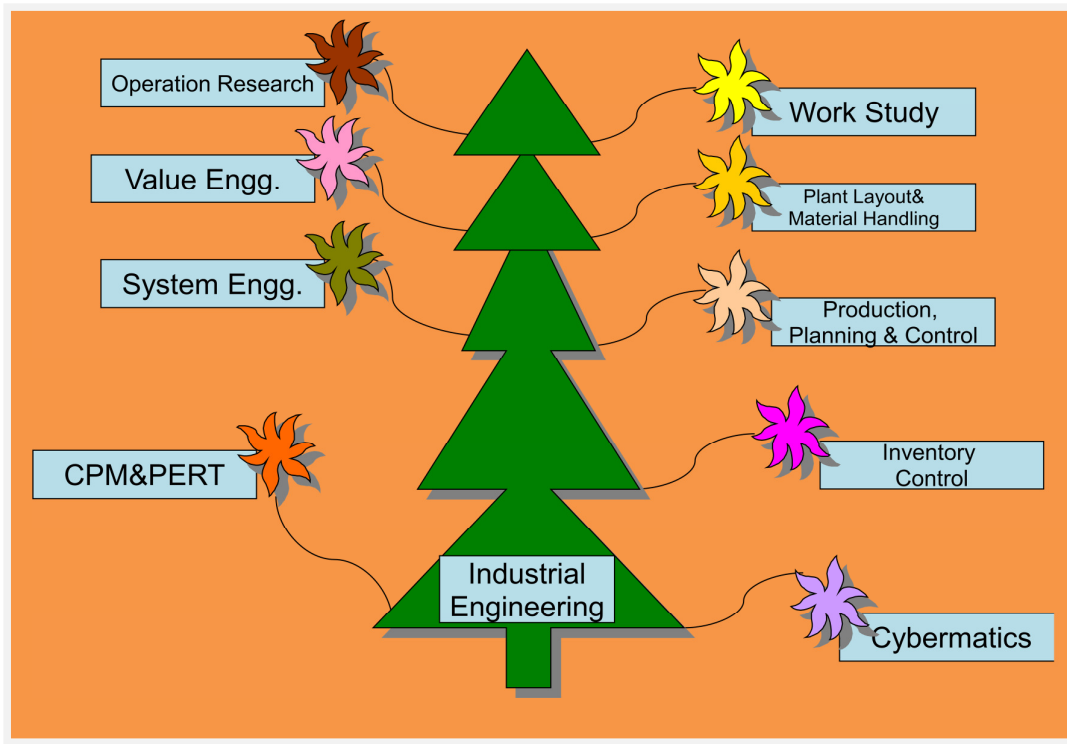 Operation Research
Work Study
Value Engg.
Plant Layout&
Material Handling
System Engg.
Production,
Planning & Control
CPM&PERT
Inventory
Control
Industrial
Engineering
Cybermatics